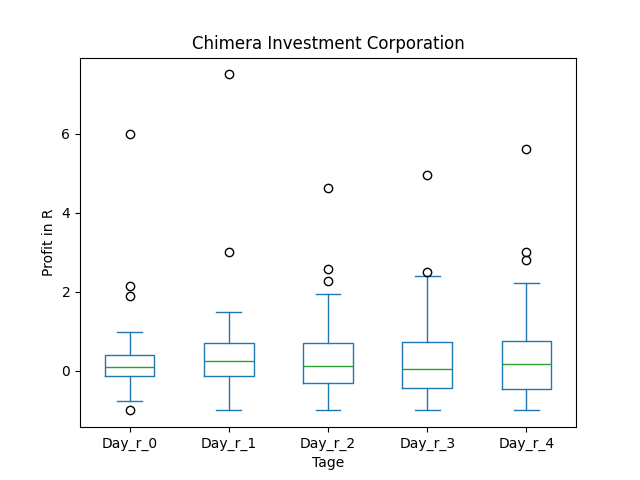 Chimera Investment Corporation
Profit in R
6
4
2
0
Day_r_0 Day_r_1 Day_r_2 Day_r_3 Day_r_4
Tage